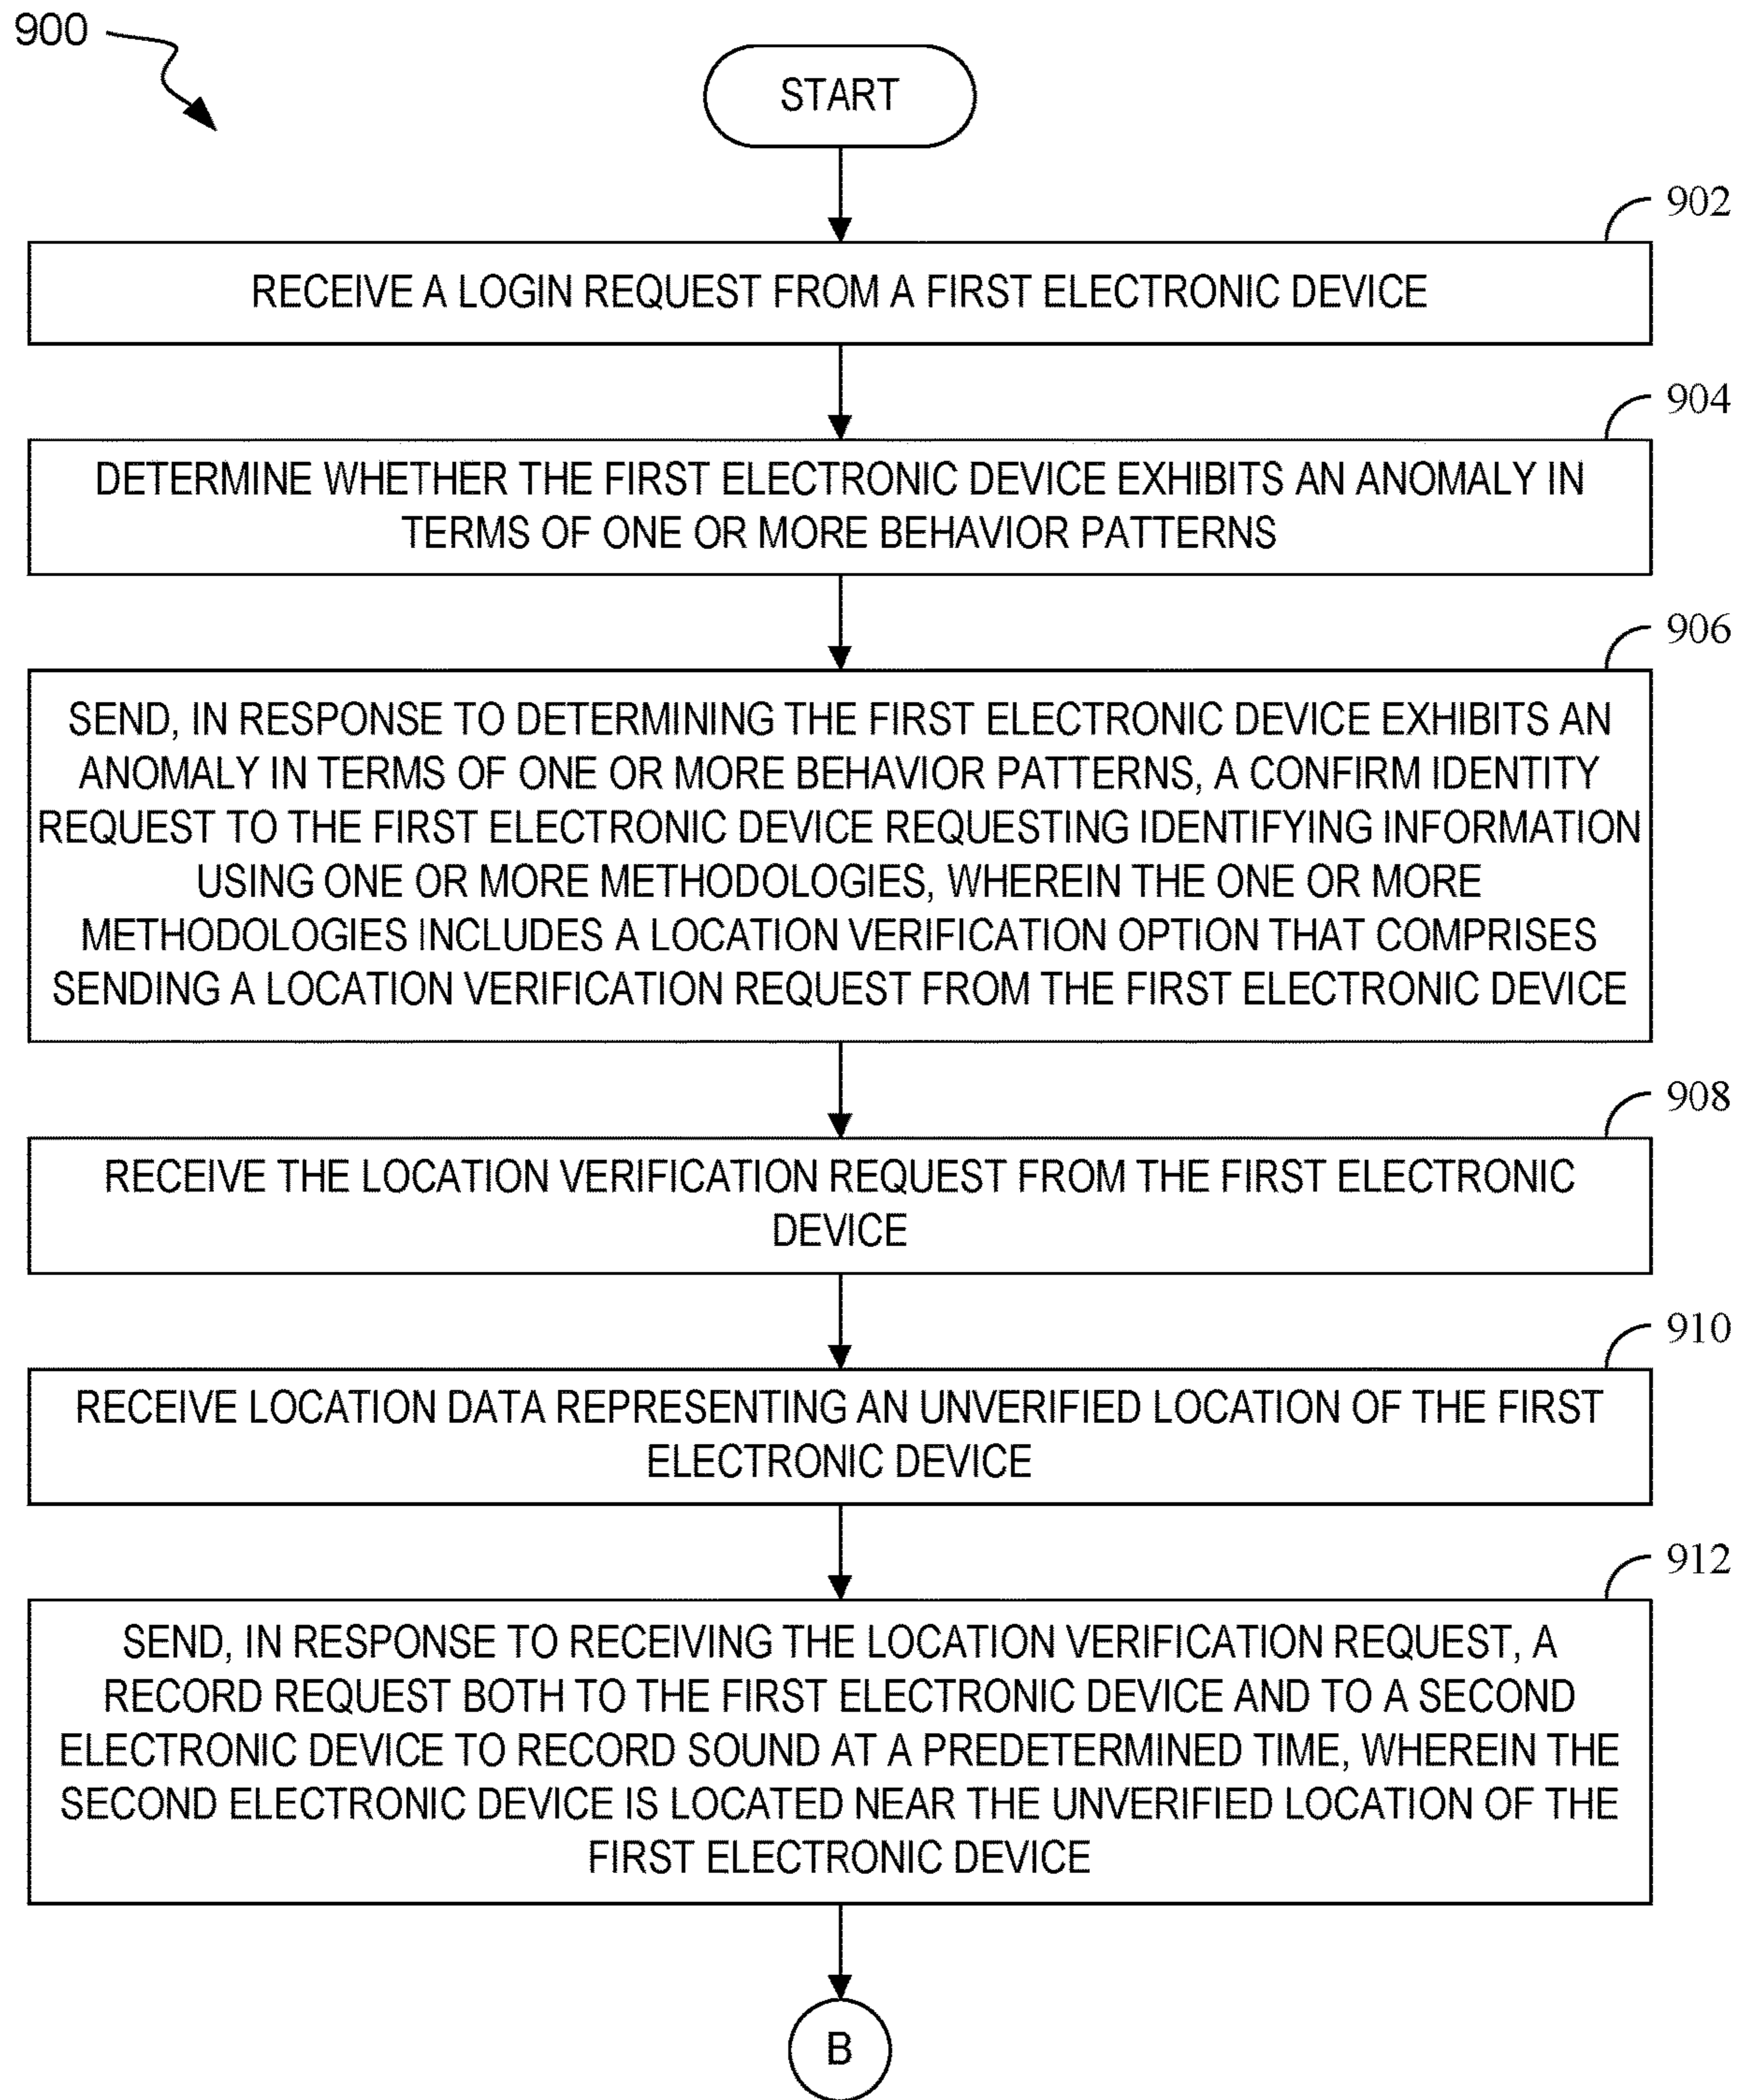 900
START
902
RECEIVE A LOGIN REQUEST FROM A FIRST ELECTRONIC DEVICE
904
DETERMINE WHETHER THE FIRST ELECTRONIC DEVICE EXHIBITS AN ANOMALY IN
TERMS OF ONE OR MORE BEHAVIOR PATTERNS
906
SEND, IN RESPONSE TO DETERMINING THE FIRST ELECTRONIC DEVICE EXHIBITS AN
ANOMALY IN TERMS OF ONE OR MORE BEHAVIOR PATTERNS, A CONFIRM IDENTITY
REQUEST TO THE FIRST ELECTRONIC DEVICE REQUESTING IDENTIFYING INFORMATION
USING ONE OR MORE METHODOLOGIES, WHEREIN THE ONE OR MORE
METHODOLOGIES INCLUDES A LOCATION VERIFICATION OPTION THAT COMPRISES
SENDING A LOCATION VERIFICATION REQUEST FROM THE FIRST ELECTRONIC DEVICE
908
RECEIVE THE LOCATION VERIFICATION REQUEST FROM THE FIRST ELECTRONIC
DEVICE
910
RECEIVE LOCATION DATA REPRESENTING AN UNVERIFIED LOCATION OF THE FIRST
ELECTRONIC DEVICE
912
SEND, IN RESPONSE TO RECEIVING THE LOCATION VERIFICATION REQUEST, A
RECORD REQUEST BOTH TO THE FIRST ELECTRONIC DEVICE AND TO A SECOND
ELECTRONIC DEVICE TO RECORD SOUND AT A PREDETERMINED TIME, WHEREIN THE
SECOND ELECTRONIC DEVICE IS LOCATED NEAR THE UNVERIFIED LOCATION OF THE
FIRST ELECTRONIC DEVICE
B